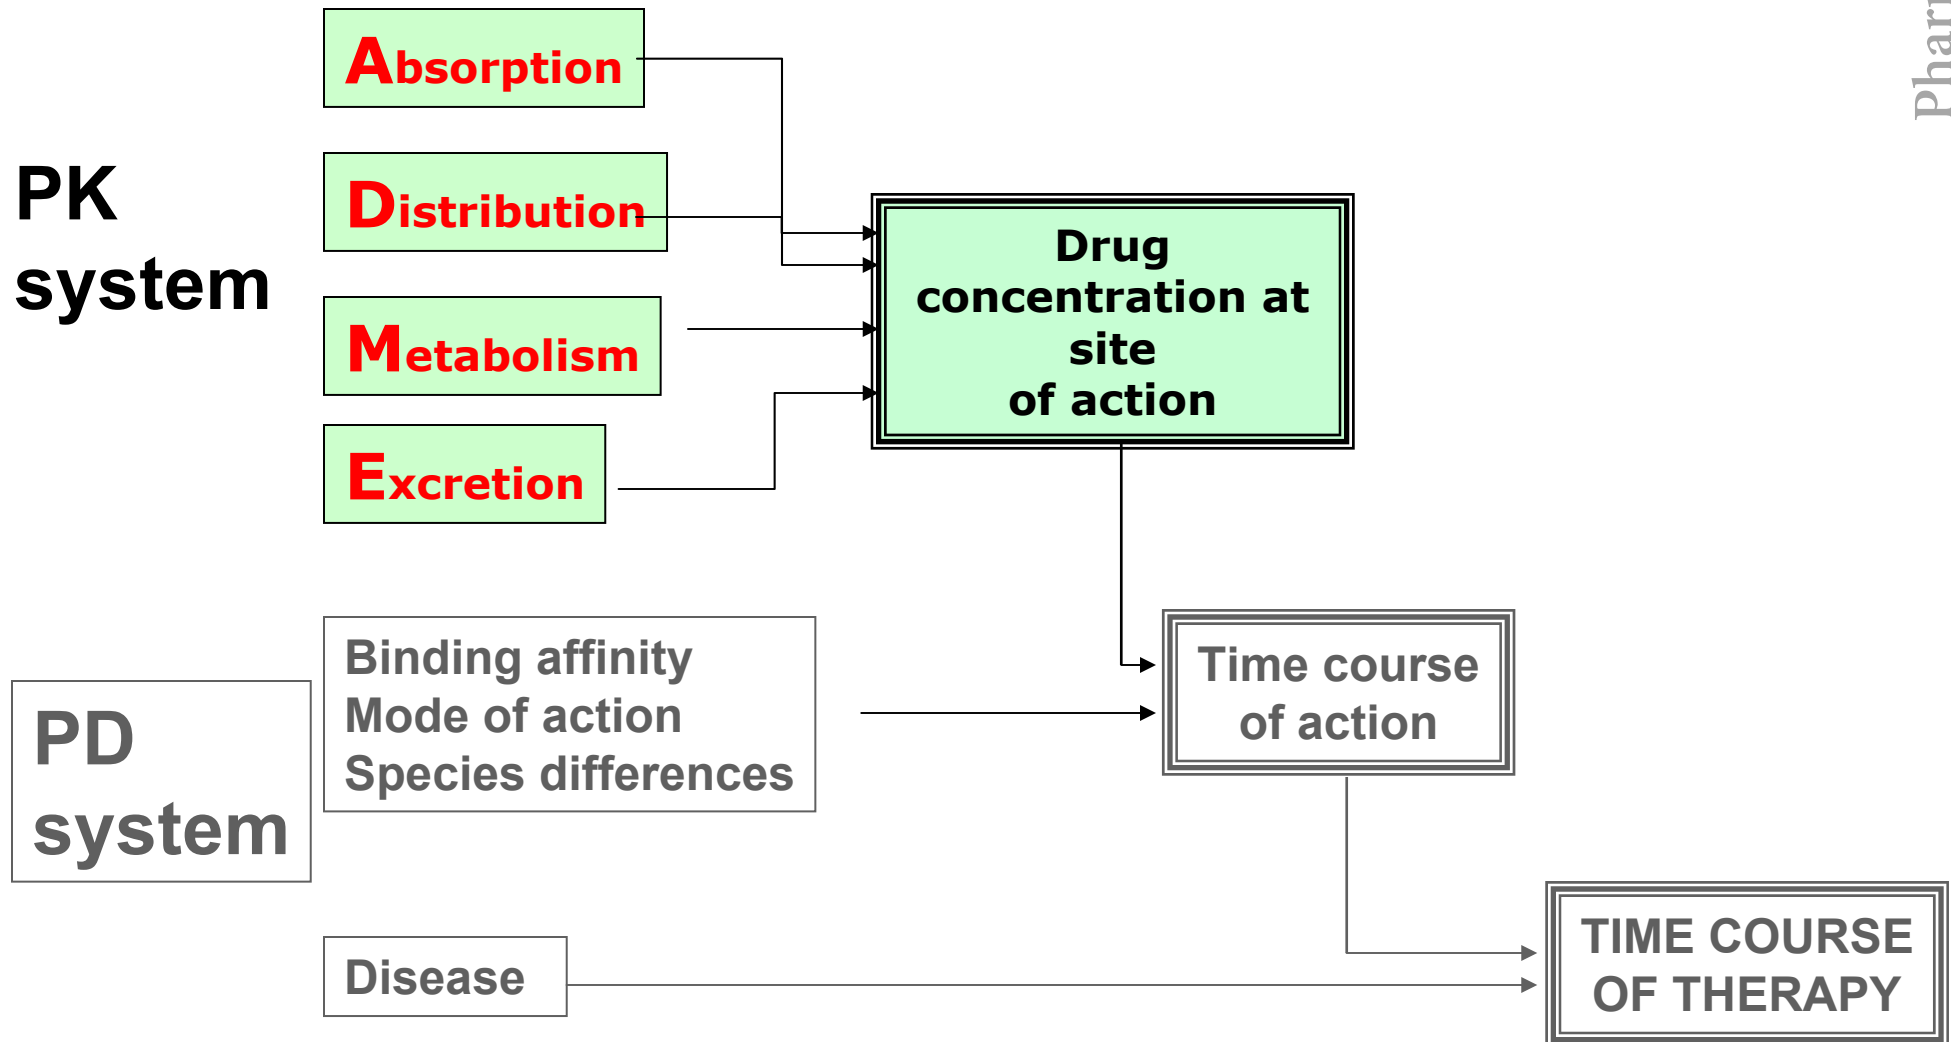 Absorption
PK
system
Distribution
Metabolism
Excretion
Drug
concentration at
site
of action
PD
system
Binding affinity
Mode of action
Species differences
Time course
of action
Disease
TIME COURSE
OF THERAPY